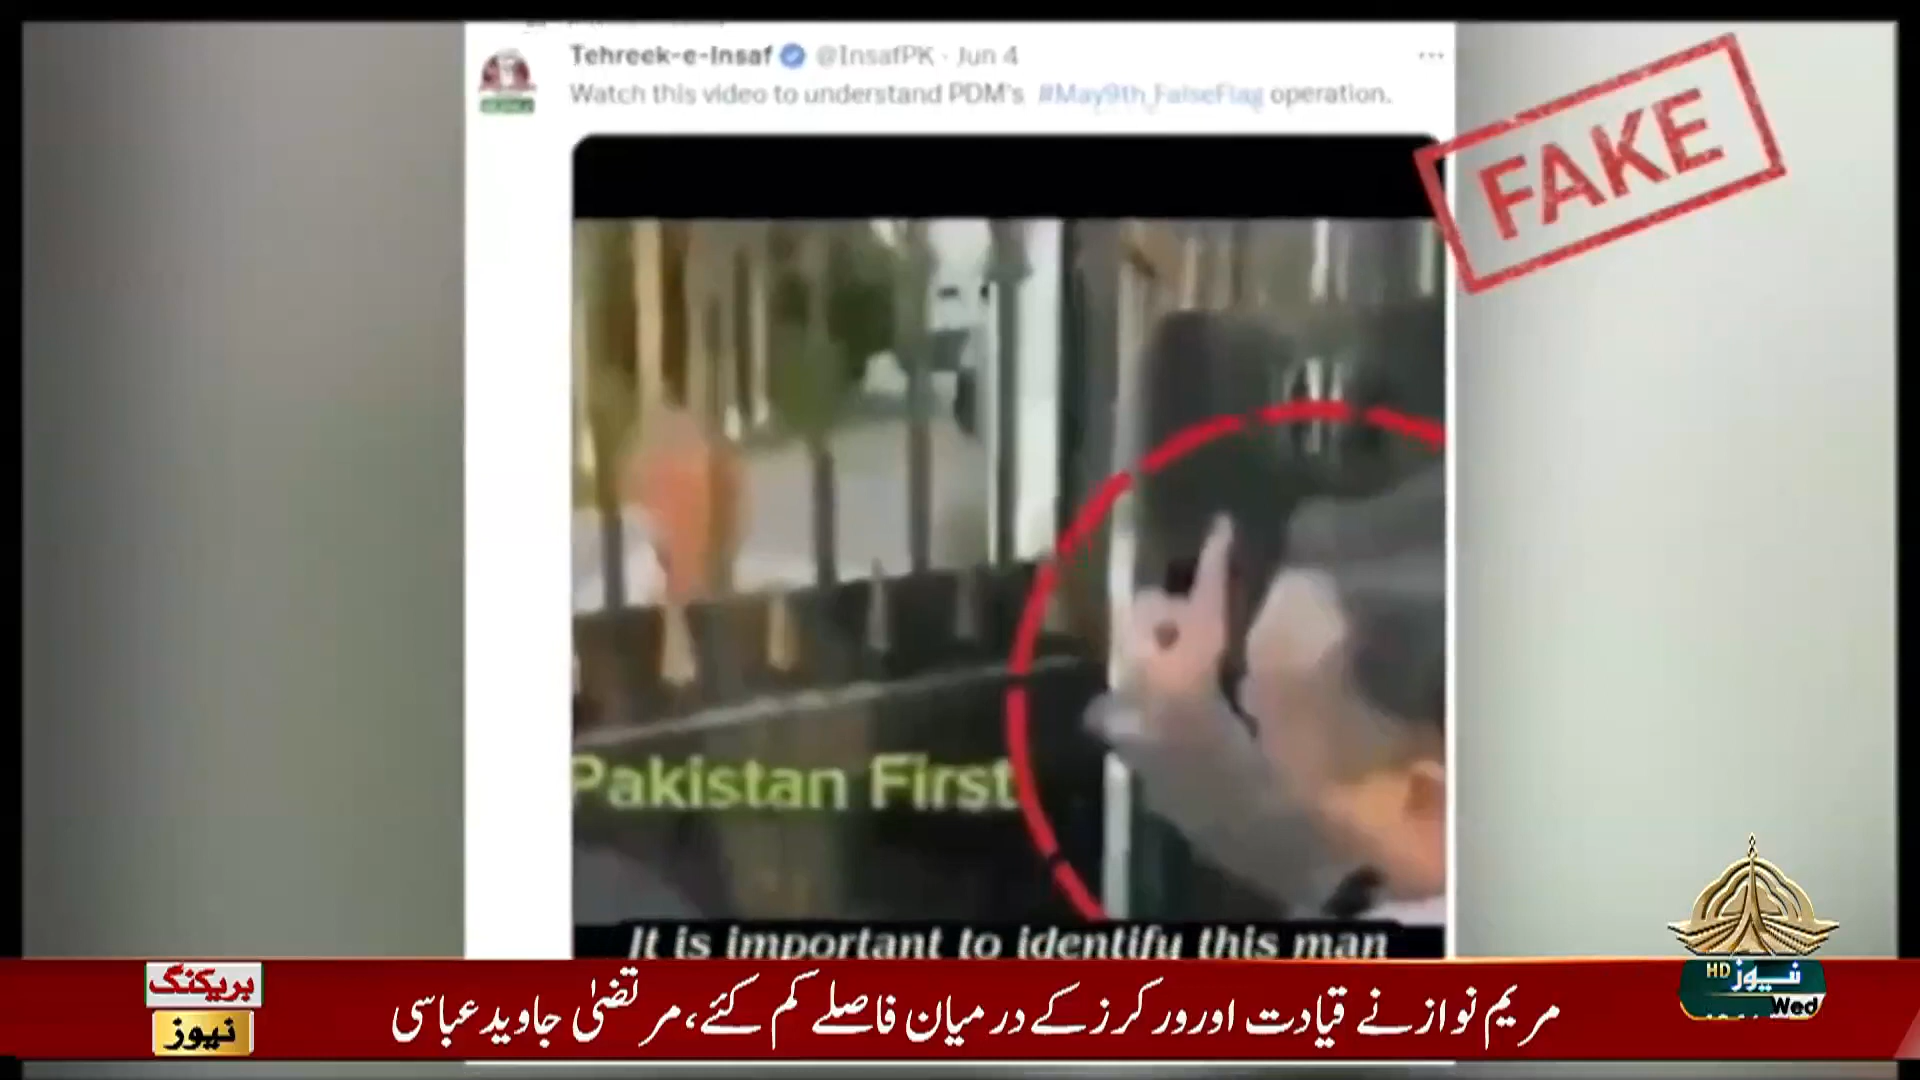 Tehreek-e-Insaf @InsafPK · Jun 4
Watch this video to understand PDM's #May9th_FalseFlag operation.
FAKE
Pakistan First
It is important to identify this man
HD نیوز
Wed
بریکنگ
نیوز
مریم نواز نے قیادت اور ورکرز کے درمیان فاصلے کم کئے، مرتضیٰ جاوید عباسی